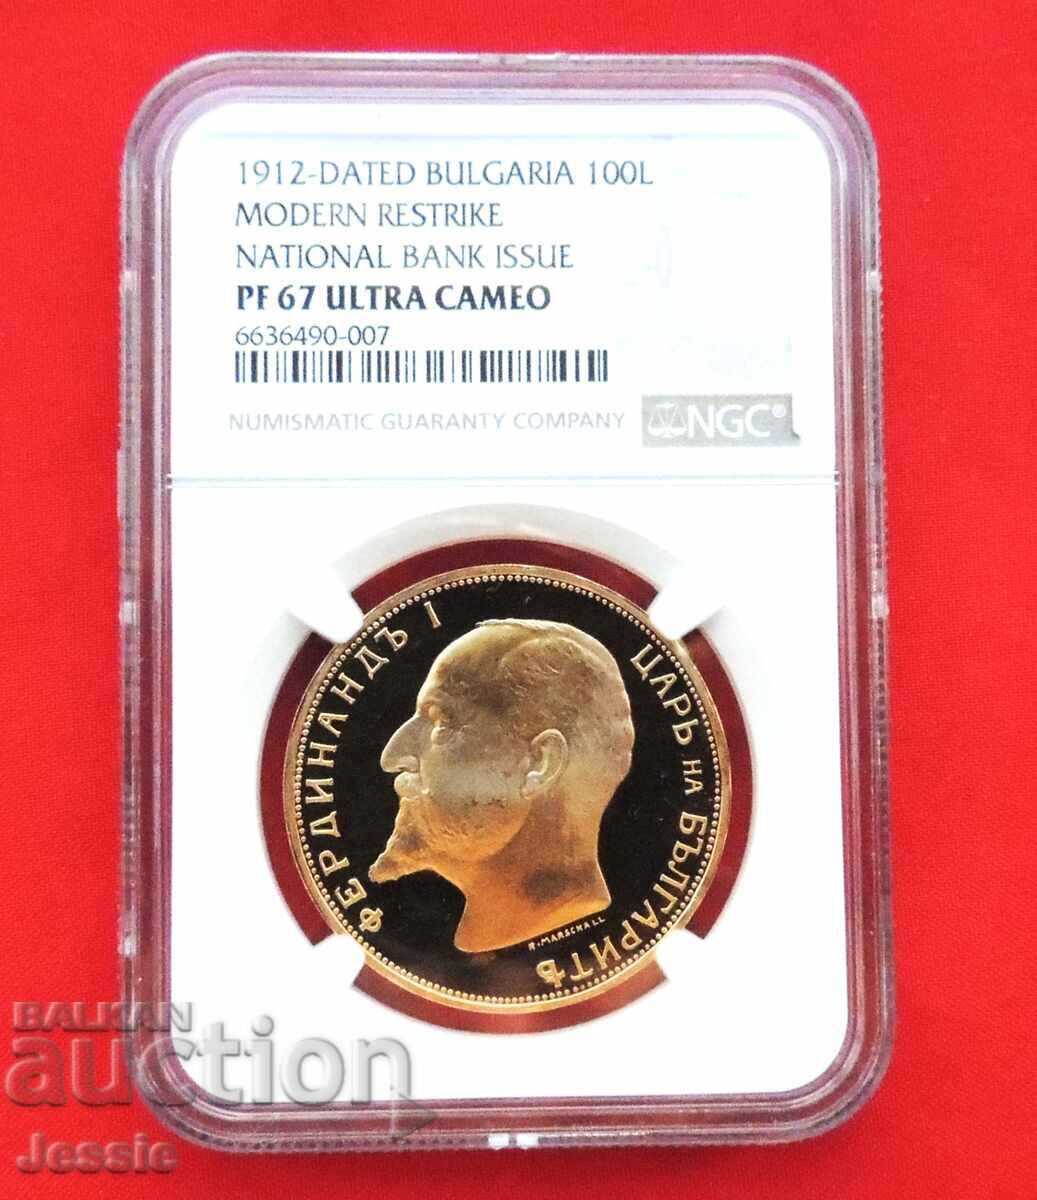 1912-DATED BULGARIA 100L
MODERN RESTRIKE
NATIONAL BANK ISSUE
PF 67 ULTRA CAMEO
6636490-007
NUMISMATIC GUARANTY COMPANY NGC®
ФЕРДИНАНДЪ I
ЦАРЬ НА БЪЛГАРИТѢ
R. MARSCHALL
BALKAN
auction
Jessie